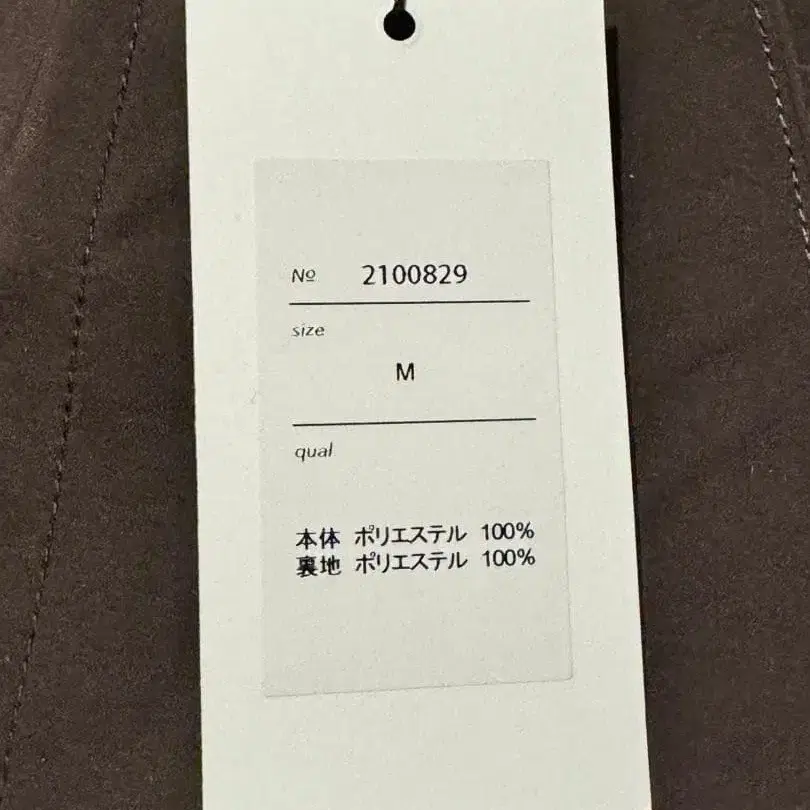 Nº 2100829
size
M
qual
本体 ポリエステル 100%
裏地 ポリエステル 100%